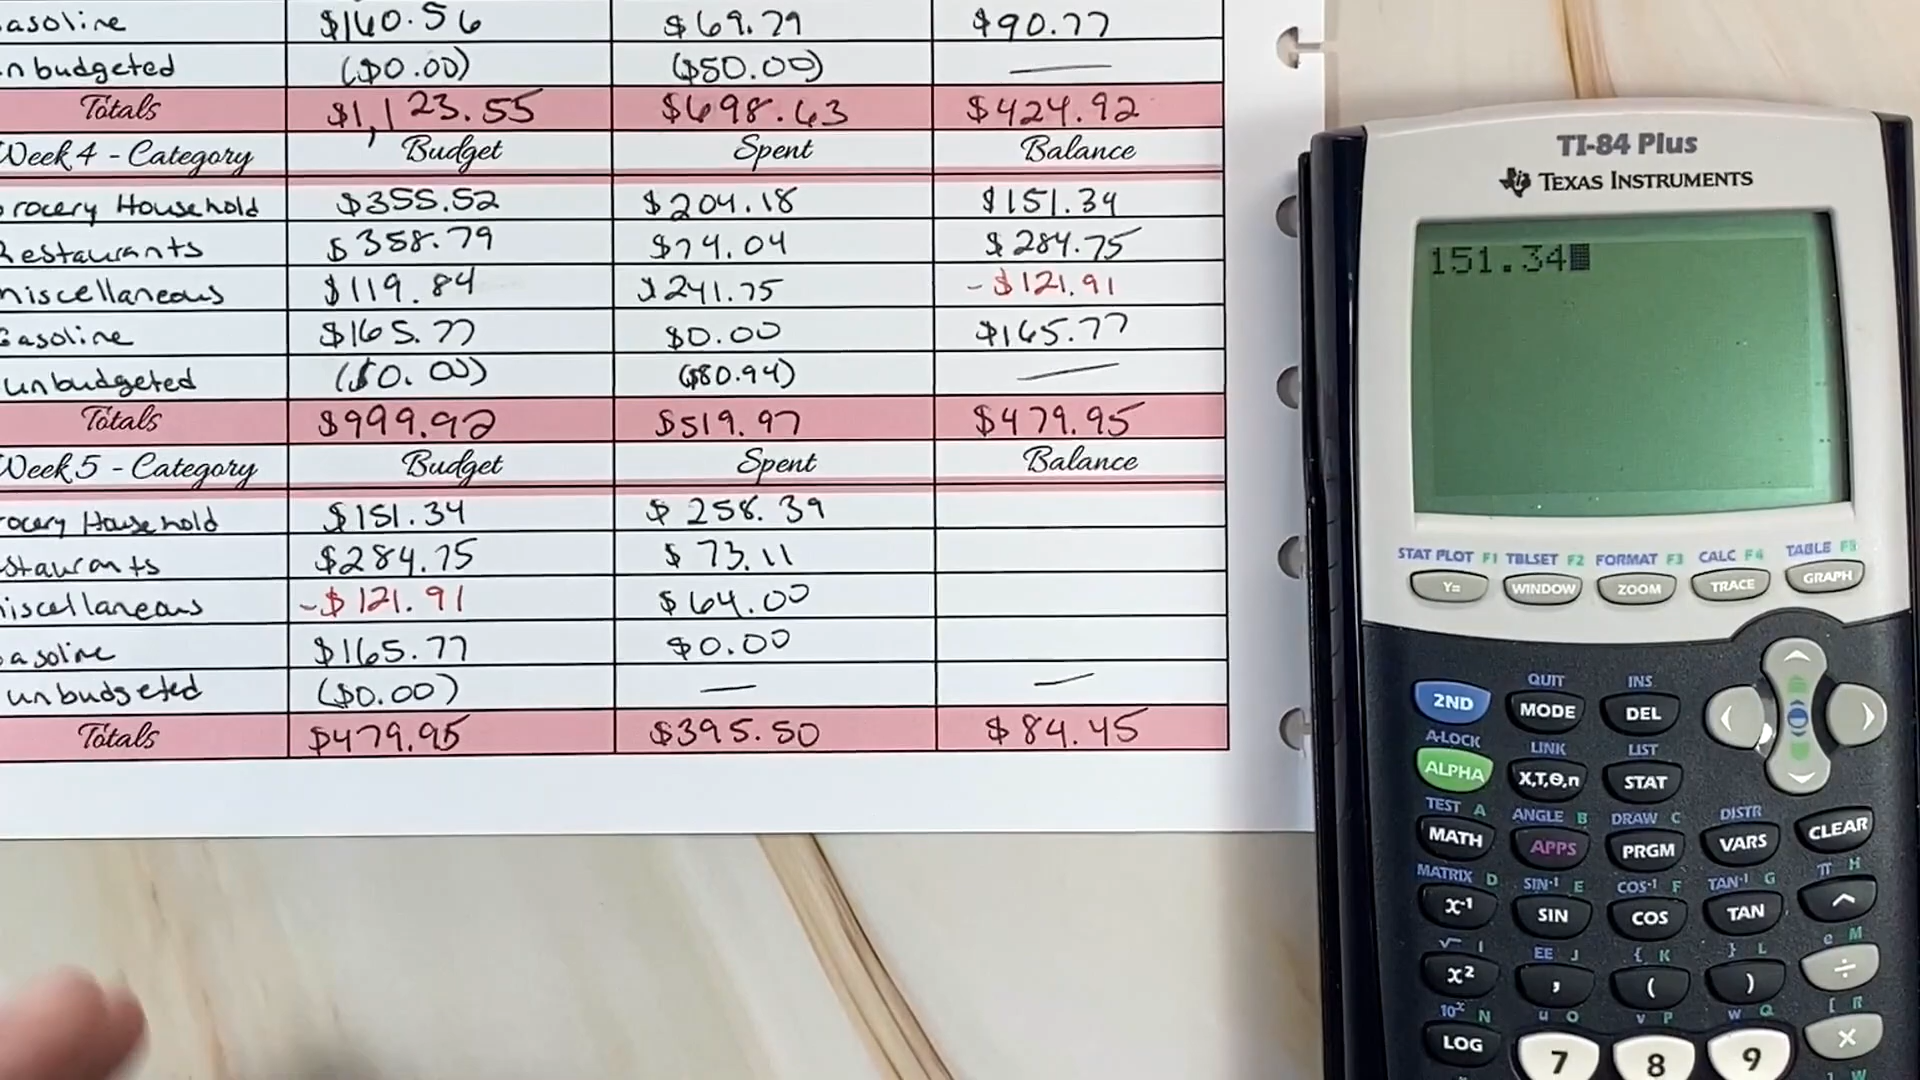 asoline $160.56 $69.79 $90.77
nbudgeted ($0.00) ($50.00) —
Totals $1,123.55 $698.63 $424.92
Week 4 - Category Budget Spent Balance
rocery Household $355.52 $204.18 $151.34
Restaurants $358.79 $74.04 $284.75
miscellaneous $119.84 $241.75 -$121.91
Gasoline $165.77 $0.00 $165.77
unbudgeted ($0.00) ($80.94) —
Totals $999.92 $519.97 $479.95
Week 5 - Category Budget Spent Balance
rocery Household $151.34 $258.39
staurants $284.75 $73.11
iscellaneous -$121.91 $64.00
asoline $165.77 $0.00
unbudgeted ($0.00) — —
Totals $479.95 $395.50 $84.45
TI-84 Plus
TEXAS INSTRUMENTS
151.34
STAT PLOT F1 TBLSET F2 FORMAT F3 CALC F4 TABLE F5
Y= WINDOW ZOOM TRACE GRAPH
QUIT INS
2ND MODE DEL
A-LOCK LINK LIST
ALPHA X,T,Θ,n STAT
TEST A ANGLE B DRAW C DISTR
MATH APPS PRGM VARS CLEAR
MATRIX D SIN⁻¹ E COS⁻¹ F TAN⁻¹ G π H
x⁻¹ SIN COS TAN ^
√ I EE J { K } L e M
x² , ( ) ÷
10ˣ N u O v P w Q [ R
LOG 7 8 9 ×
W